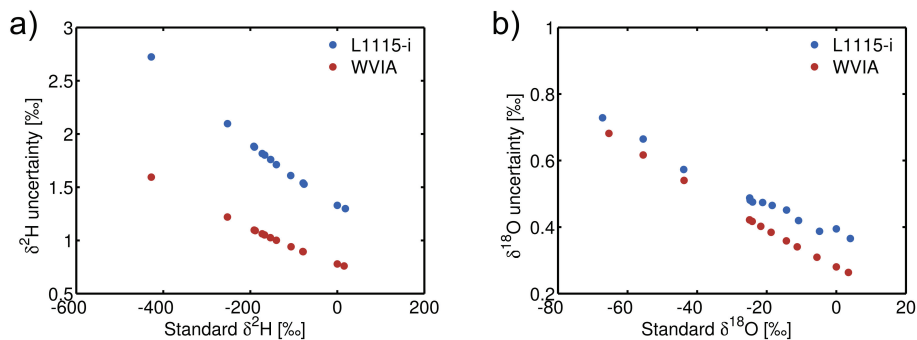 a)
3
2.5
2
1.5
1
0.5
-600
-400
-200
0
200
δ²H uncertainty [‰]
Standard δ²H [‰]
L1115-i
WVIA
b)
1
0.8
0.6
0.4
0.2
-80
-60
-40
-20
0
20
δ¹⁸O uncertainty [‰]
Standard δ¹⁸O [‰]
L1115-i
WVIA